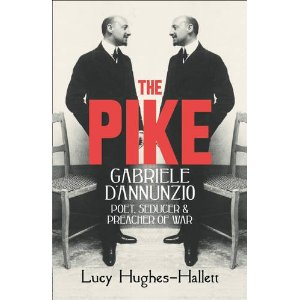 THE
PIKE
GABRIELE
D'ANNUNZIO
POET, SEDUCER &
PREACHER OF WAR
Lucy Hughes-Hallett